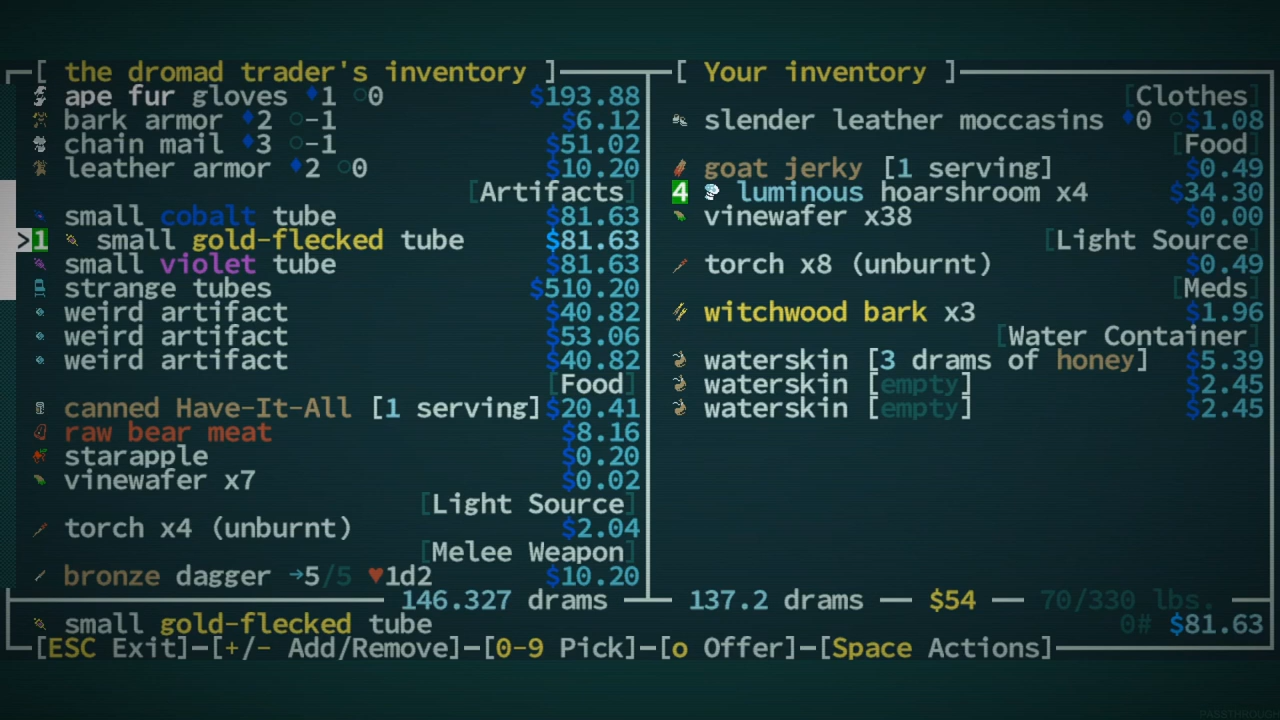 [ the dromad trader's inventory ]
ape fur gloves ♦1 ○0 $193.88
bark armor ♦2 ○-1 $6.12
chain mail ♦3 ○-1 $51.02
leather armor ♦2 ○0 $10.20
[Artifacts]
small cobalt tube $81.63
>1 small gold-flecked tube $81.63
small violet tube $81.63
strange tubes $510.20
weird artifact $40.82
weird artifact $53.06
weird artifact $40.82
[Food]
canned Have-It-All [1 serving] $20.41
raw bear meat $8.16
starapple $0.20
vinewafer x7 $0.02
[Light Source]
torch x4 (unburnt) $2.04
[Melee Weapon]
bronze dagger →5/5 ♥1d2 $10.20
146.327 drams
[ Your inventory ]
[Clothes]
slender leather moccasins ♦0 ○$1.08
[Food]
goat jerky [1 serving] $0.49
4 luminous hoarshroom x4 $34.30
vinewafer x38 $0.00
[Light Source]
torch x8 (unburnt) $0.49
[Meds]
witchwood bark x3 $1.96
[Water Container]
waterskin [3 drams of honey] $5.39
waterskin [empty] $2.45
waterskin [empty] $2.45
137.2 drams — $54 — 70/330 lbs.
small gold-flecked tube 0# $81.63
[ESC Exit]—[+/- Add/Remove]—[0-9 Pick]—[o Offer]—[Space Actions]